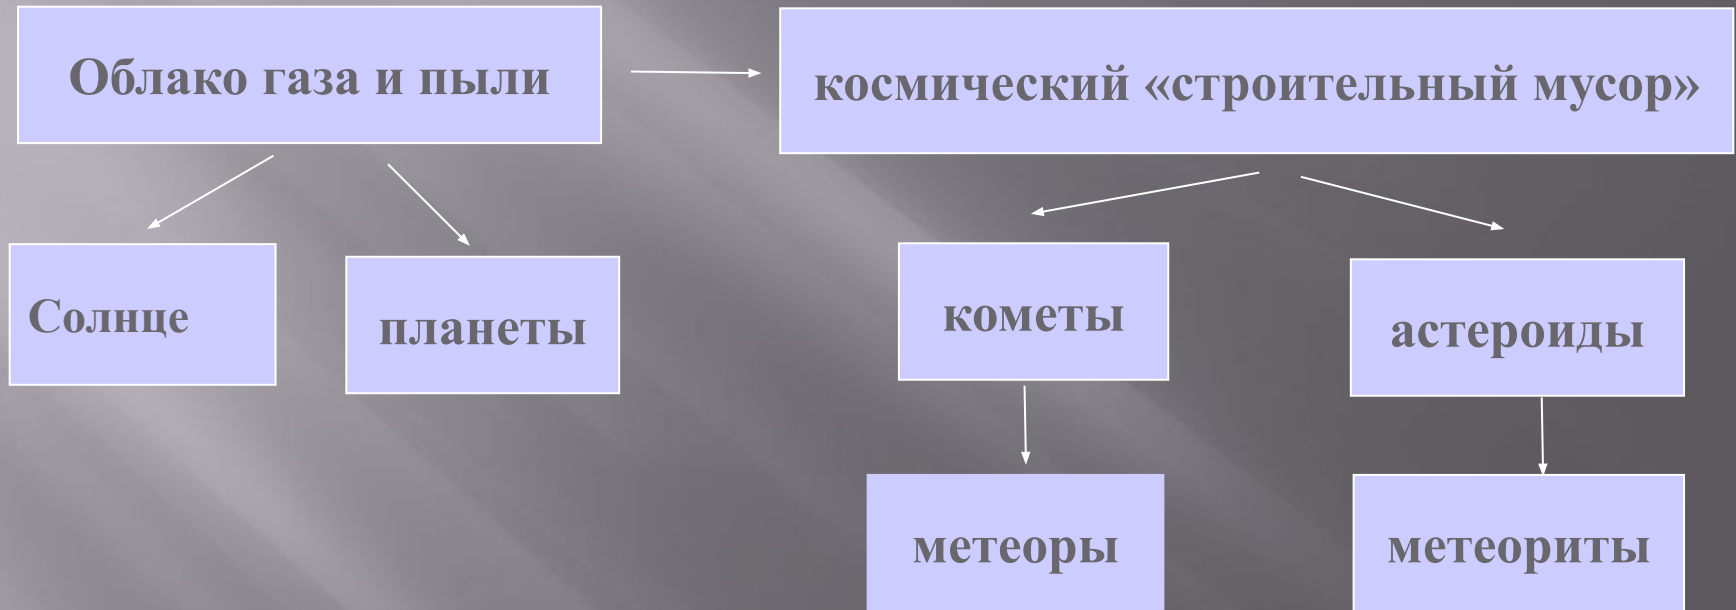 Облако газа и пыли
космический «строительный мусор»
Солнце
планеты
кометы
астероиды
метеоры
метеориты